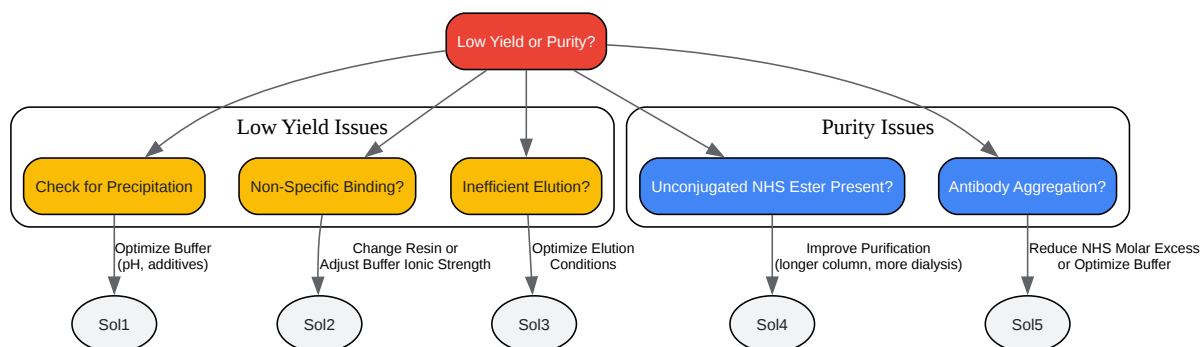 Low Yield or Purity?
Low Yield Issues
Purity Issues
Check for Precipitation
Non-Specific Binding?
Inefficient Elution?
Unconjugated NHS Ester Present?
Antibody Aggregation?
Optimize Buffer
(pH, additives)
Change Resin or
Adjust Buffer Ionic Strength
Optimize Elution
Conditions
Improve Purification
(longer column, more dialysis)
Reduce NHS Molar Excess
or Optimize Buffer
Sol1
Sol2
Sol3
Sol4
Sol5